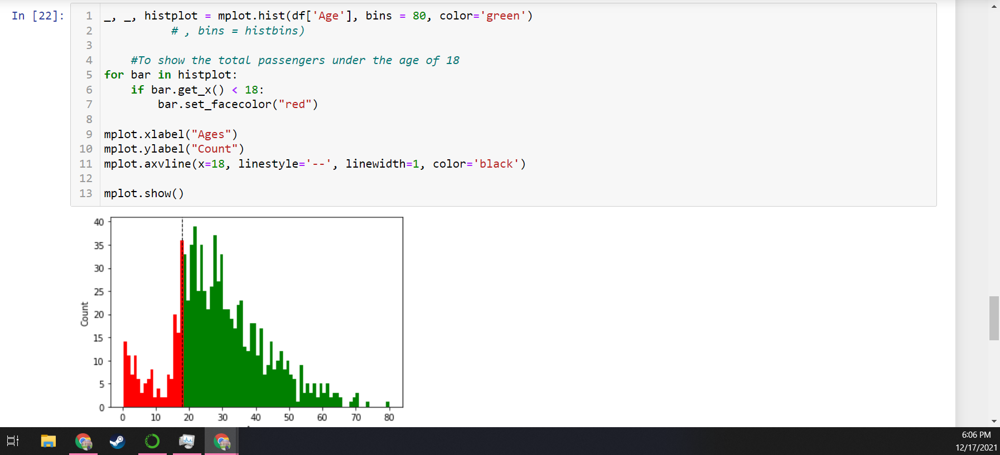 In [22]:
1 _, _, histplot = mplot.hist(df['Age'], bins = 80, color='green')
2 # , bins = histbins)
3
4 #To show the total passengers under the age of 18
5 for bar in histplot:
6 if bar.get_x() < 18:
7 bar.set_facecolor("red")
8
9 mplot.xlabel("Ages")
10 mplot.ylabel("Count")
11 mplot.axvline(x=18, linestyle='--', linewidth=1, color='black')
12
13 mplot.show()
40
35
30
25
20
15
10
5
0
Count
0 10 20 30 40 50 60 70 80
6:06 PM
12/17/2021